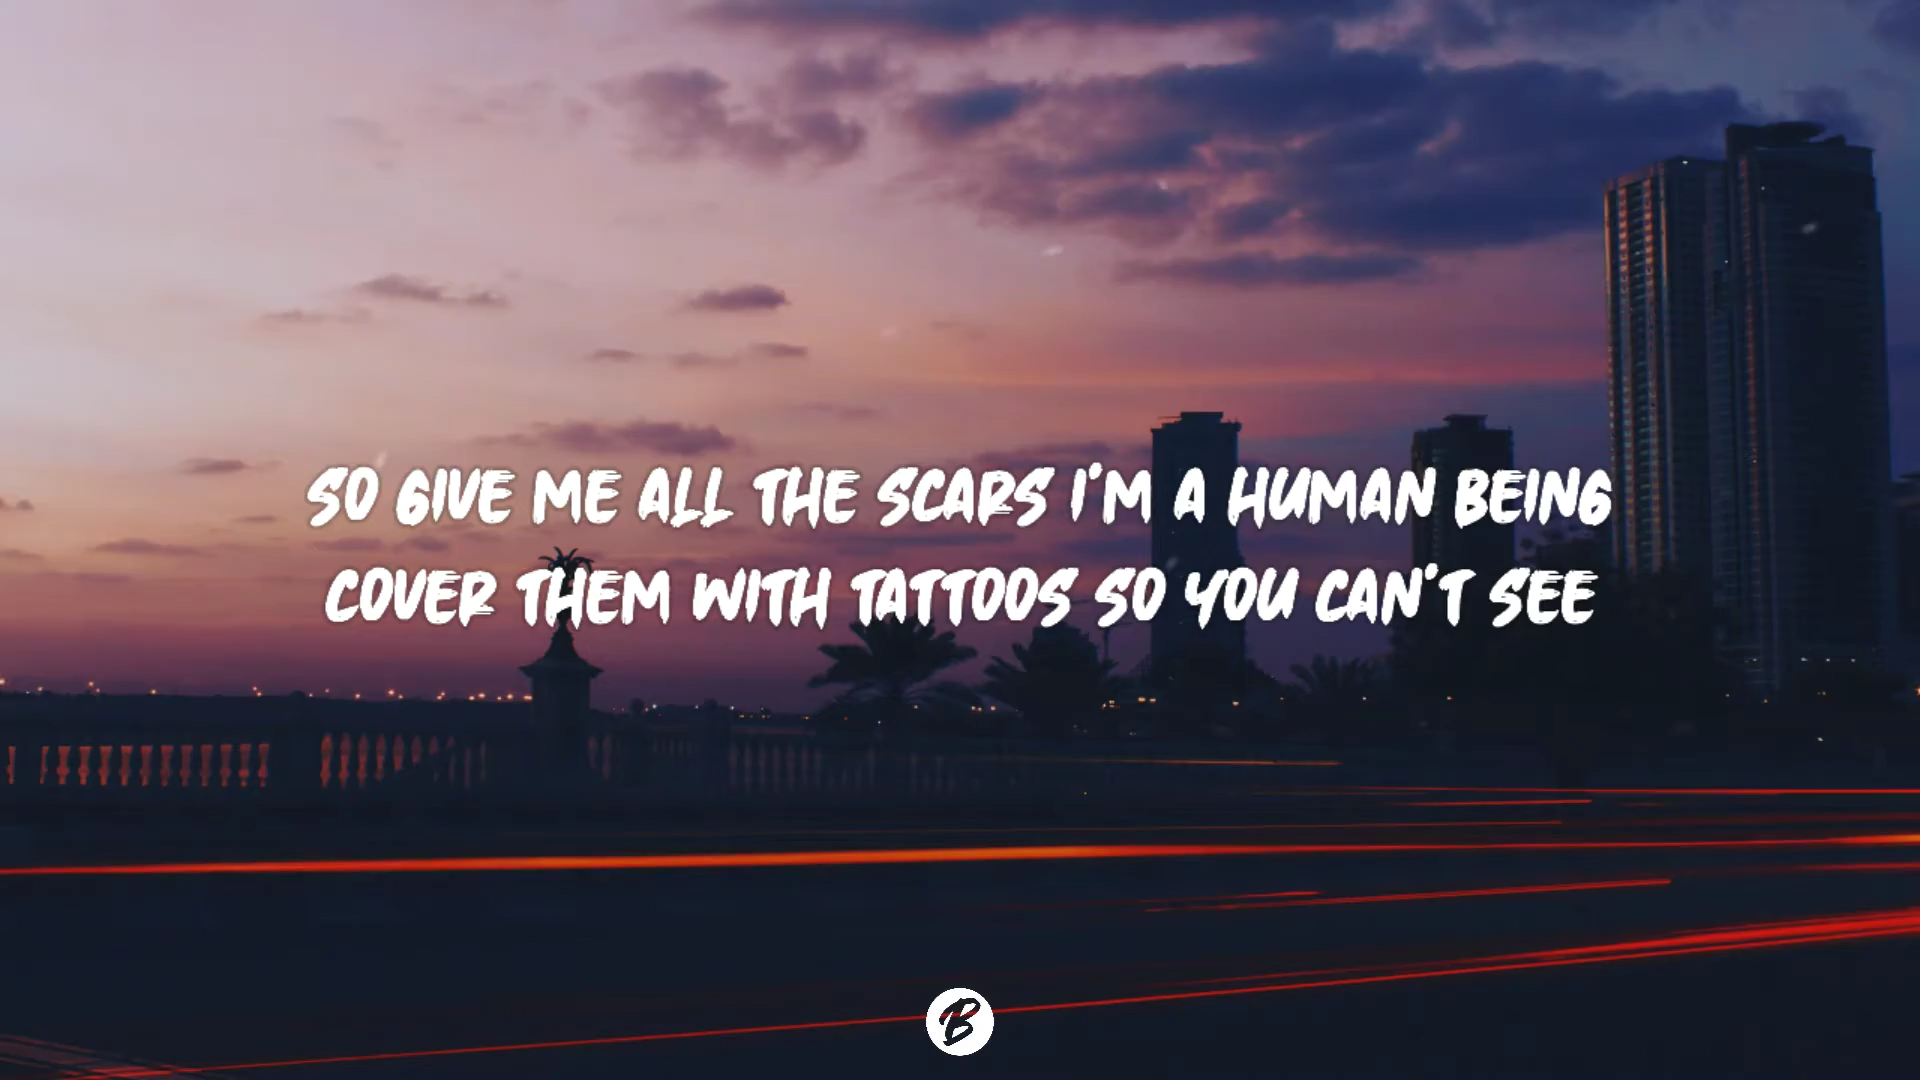 SO GIVE ME ALL THE SCARS I'M A HUMAN BEING
COVER THEM WITH TATTOOS SO YOU CAN'T SEE
B